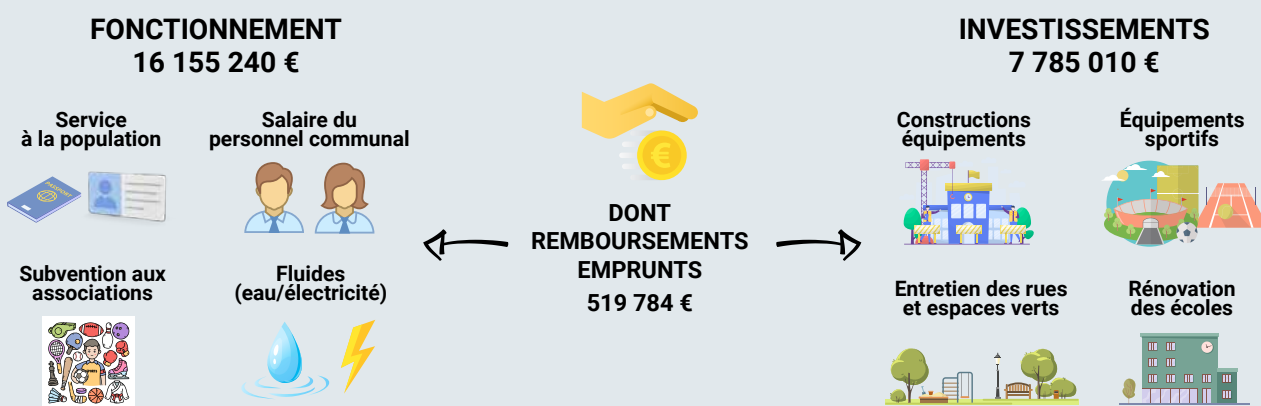 FONCTIONNEMENT
16 155 240 €
Service
à la population
Salaire du
personnel communal
PASSPORT
Subvention aux
associations
Fluides
(eau/électricité)
DONT
REMBOURSEMENTS
EMPRUNTS
519 784 €
INVESTISSEMENTS
7 785 010 €
Constructions
équipements
Équipements
sportifs
Entretien des rues
et espaces verts
Rénovation
des écoles